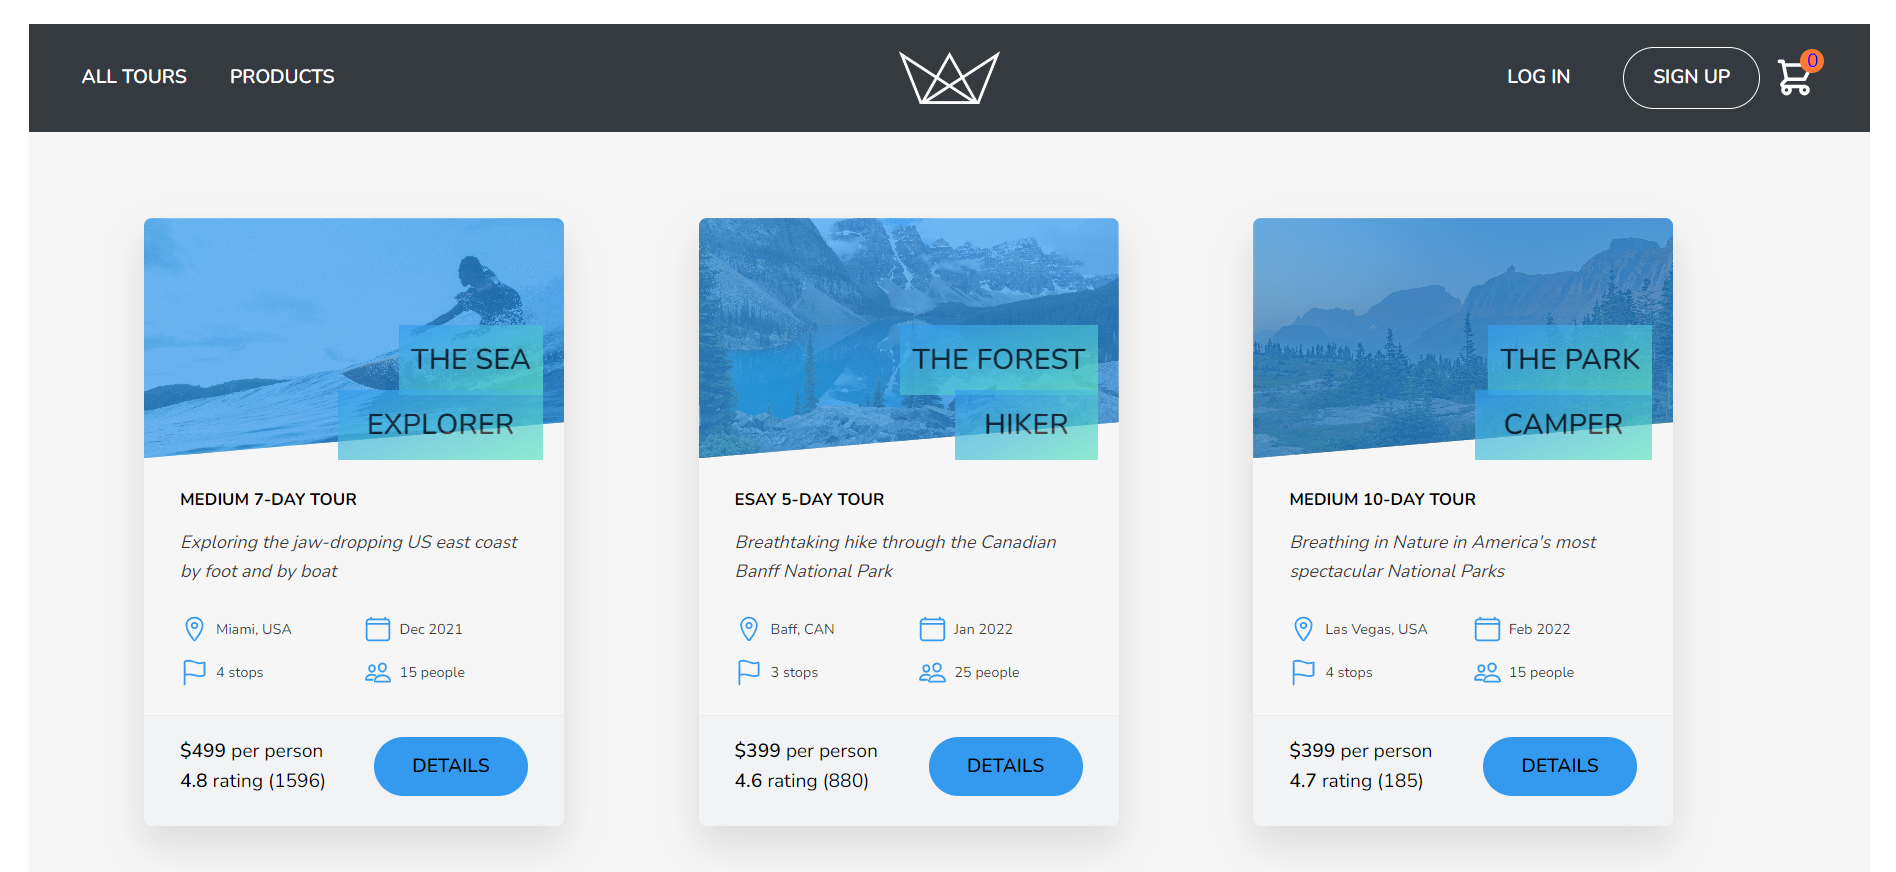 ALL TOURS PRODUCTS LOG IN SIGN UP 0
THE SEA
EXPLORER
MEDIUM 7-DAY TOUR
Exploring the jaw-dropping US east coast
by foot and by boat
Miami, USA Dec 2021
4 stops 15 people
$499 per person
4.8 rating (1596)
DETAILS
THE FOREST
HIKER
ESAY 5-DAY TOUR
Breathtaking hike through the Canadian
Banff National Park
Baff, CAN Jan 2022
3 stops 25 people
$399 per person
4.6 rating (880)
DETAILS
THE PARK
CAMPER
MEDIUM 10-DAY TOUR
Breathing in Nature in America's most
spectacular National Parks
Las Vegas, USA Feb 2022
4 stops 15 people
$399 per person
4.7 rating (185)
DETAILS